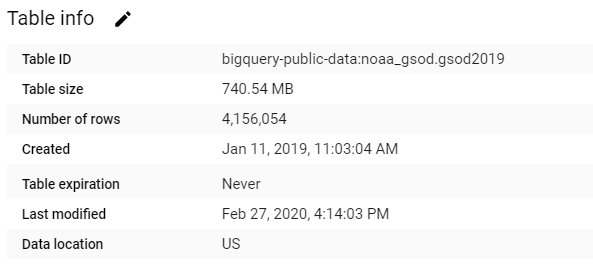 Table info
Table ID bigquery-public-data:noaa_gsod.gsod2019
Table size 740.54 MB
Number of rows 4,156,054
Created Jan 11, 2019, 11:03:04 AM
Table expiration Never
Last modified Feb 27, 2020, 4:14:03 PM
Data location US